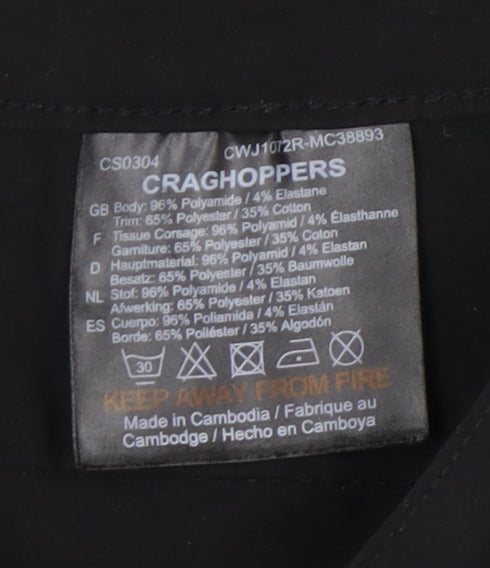 CS0304 CWJ1072R-MC38893
CRAGHOPPERS
GB Body: 96% Polyamide / 4% Elastane
Trim: 65% Polyester / 35% Cotton
F Tissue Corsage: 96% Polyamid / 4% Élasthanne
Garniture: 65% Polyester / 35% Coton
D Hauptmaterial: 96% Polyamid / 4% Elastan
Besatz: 65% Polyester / 35% Baumwolle
NL Stof: 96% Polyamide / 4% Elastan
Afwerking: 65% Polyester / 35% Katoen
ES Cuerpo: 96% Poliamida / 4% Elastán
Borde: 65% Poliéster / 35% Algodón
30
KEEP AWAY FROM FIRE
Made in Cambodia / Fabrique au
Cambodge / Hecho en Camboya